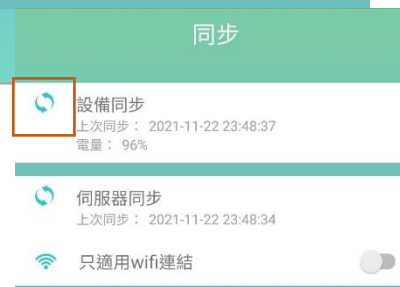 同步
設備同步
上次同步： 2021-11-22 23:48:37
電量： 96%
伺服器同步
上次同步： 2021-11-22 23:48:34
只適用wifi連結